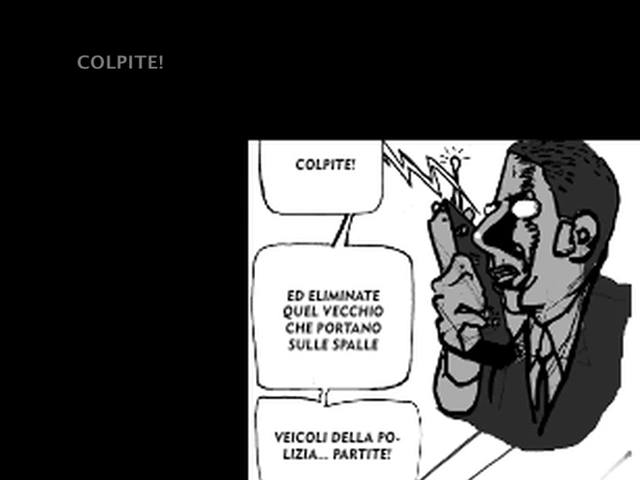 COLPITE!
COLPITE!
ED ELIMINATE
QUEL VECCHIO
CHE PORTANO
SULLE SPALLE
VEICOLI DELLA PO-
LIZIA... PARTITE!